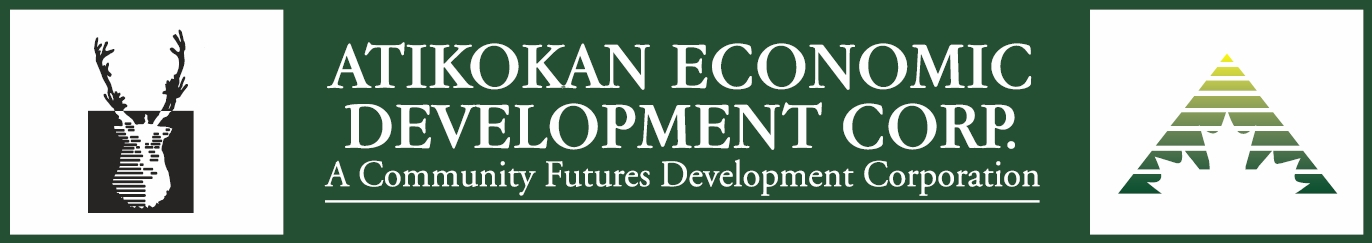 ATIKOKAN ECONOMIC
DEVELOPMENT CORP.
A Community Futures Development Corporation